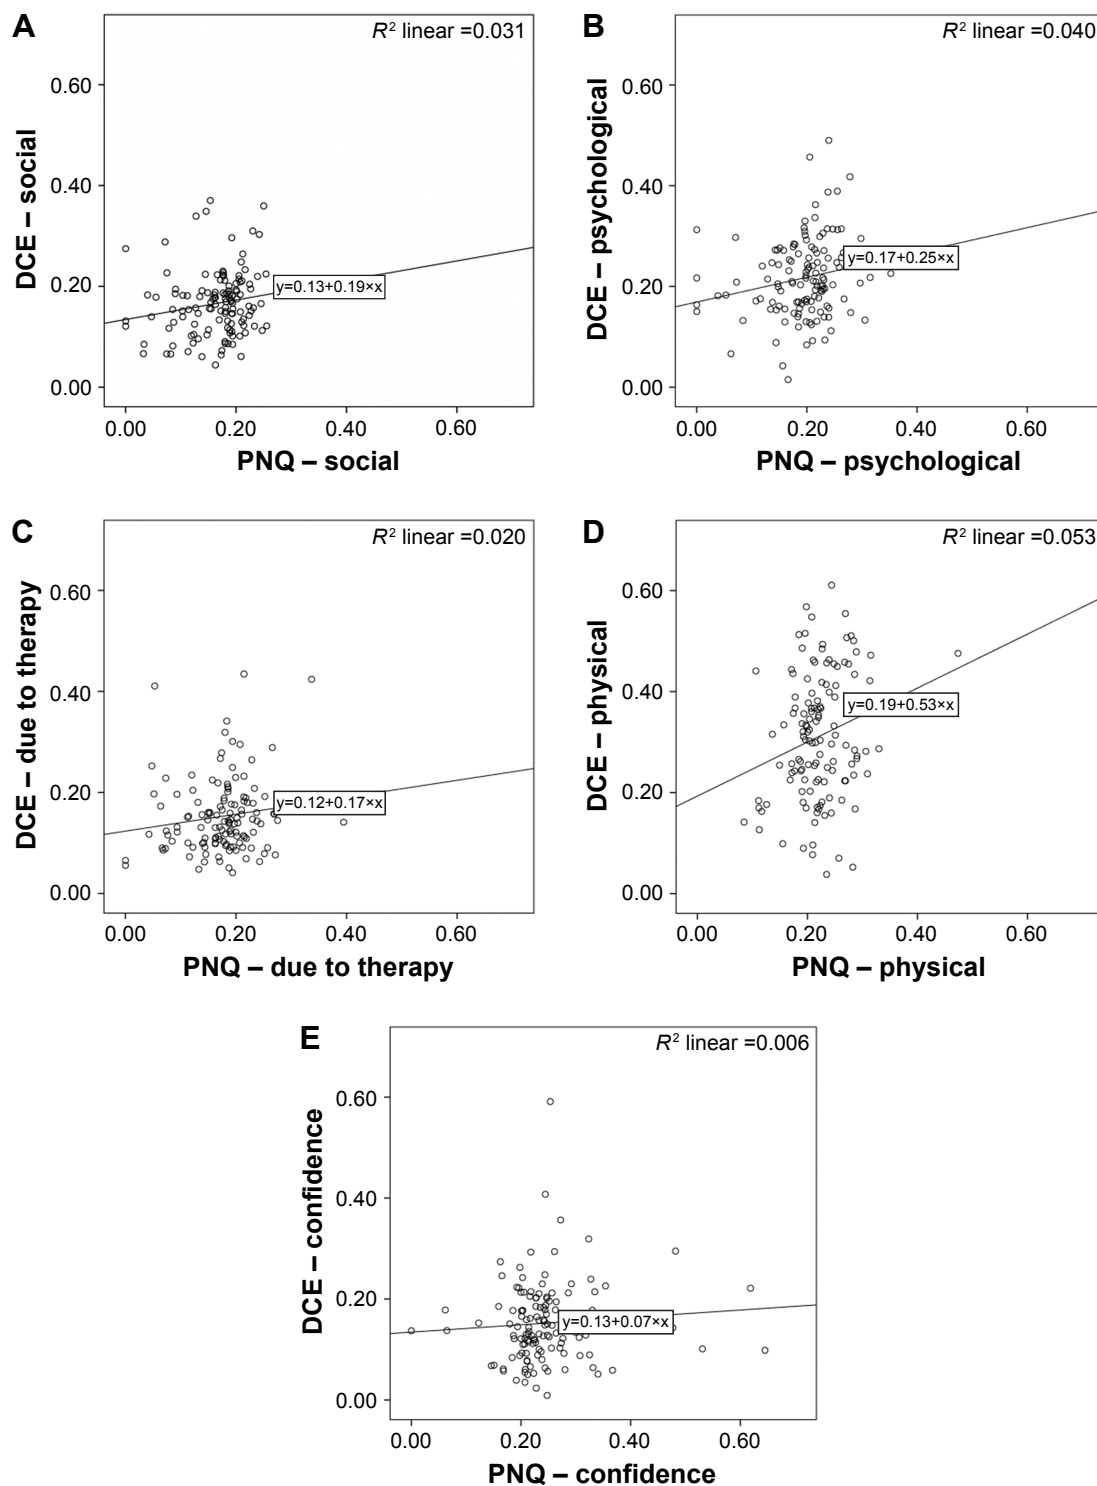 A
R² linear =0.031
DCE – social
0.60
0.40
0.20
0.00
y=0.13+0.19×x
0.00 0.20 0.40 0.60
PNQ – social
B
R² linear =0.040
DCE – psychological
0.60
0.40
0.20
0.00
y=0.17+0.25×x
0.00 0.20 0.40 0.60
PNQ – psychological
C
R² linear =0.020
DCE – due to therapy
0.60
0.40
0.20
0.00
y=0.12+0.17×x
0.00 0.20 0.40 0.60
PNQ – due to therapy
D
R² linear =0.053
DCE – physical
0.60
0.40
0.20
0.00
y=0.19+0.53×x
0.00 0.20 0.40 0.60
PNQ – physical
E
R² linear =0.006
DCE – confidence
0.60
0.40
0.20
0.00
y=0.13+0.07×x
0.00 0.20 0.40 0.60
PNQ – confidence